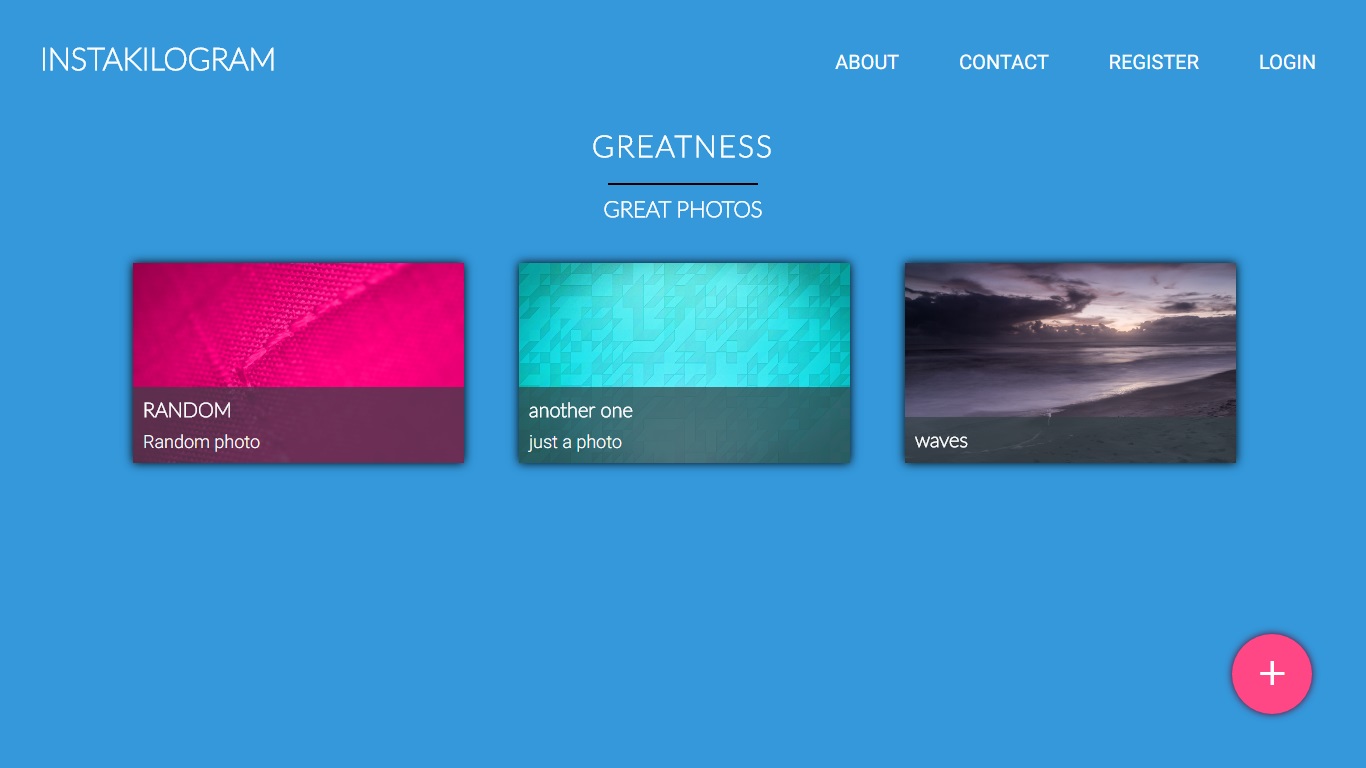 INSTAKILOGRAM
ABOUT CONTACT REGISTER LOGIN
GREATNESS
GREAT PHOTOS
RANDOM
Random photo
another one
just a photo
waves
+